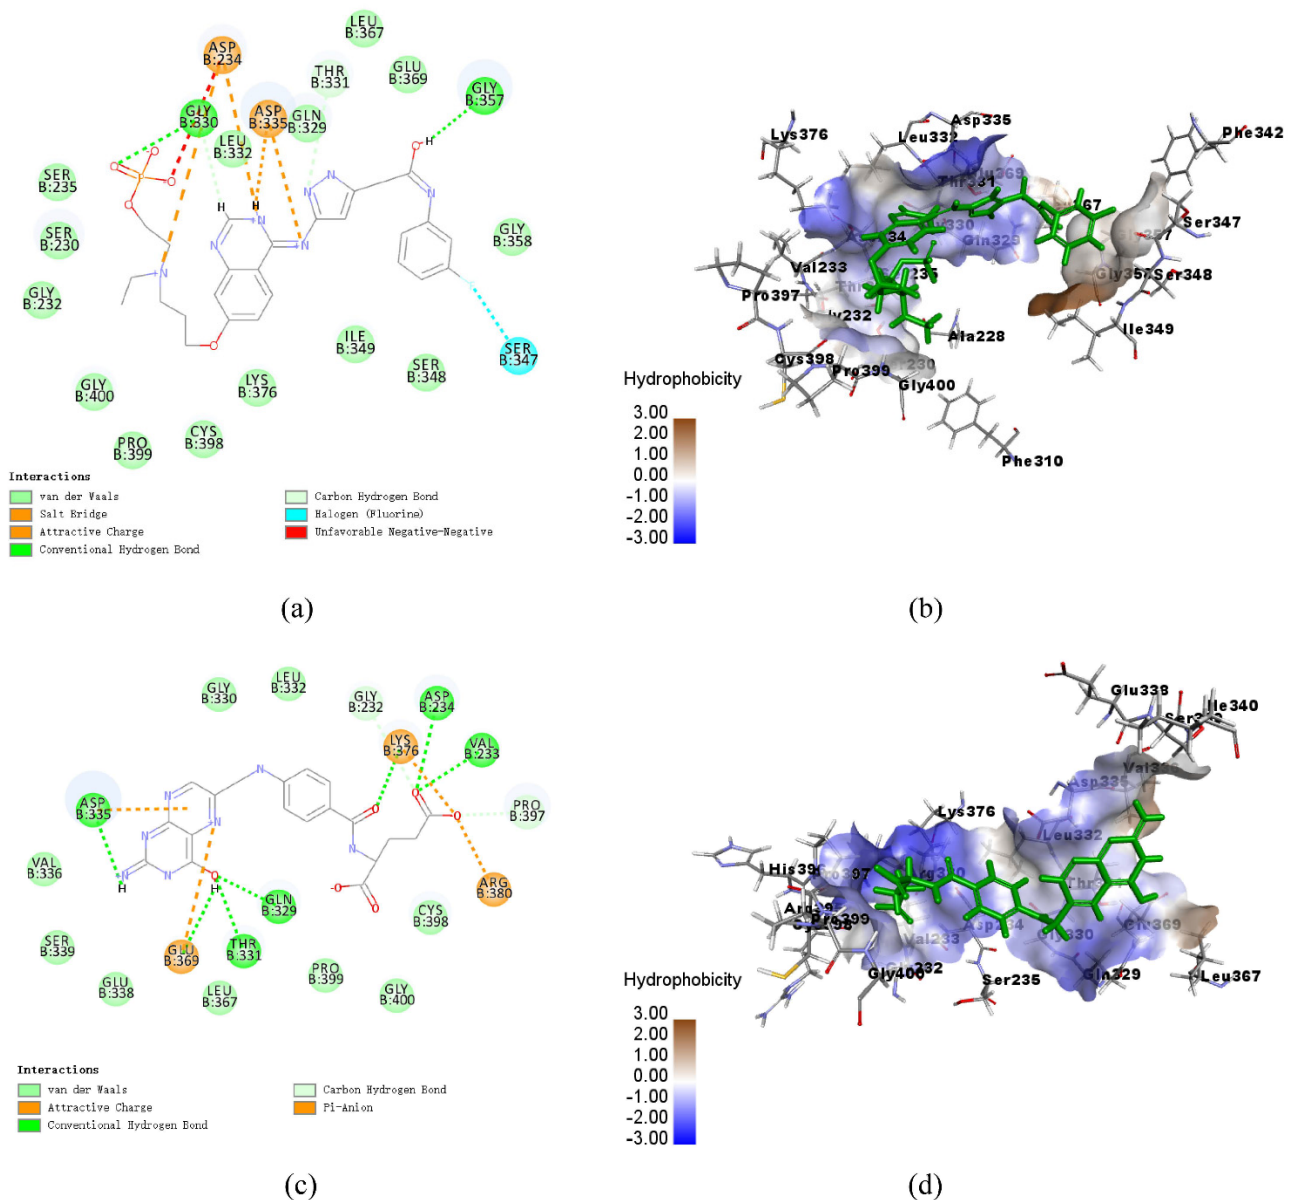 LEU
B:367
ASP
B:234
THR
B:331
GLU
B:369
GLY
B:357
GLY
B:330
ASP
B:335
GLN
B:329
LEU
B:332
H
O
O
O
P
O
O
SER
B:235
N
N
H
H
N
N
N
N
N
SER
B:230
GLY
B:358
GLY
B:232
N
O
ILE
B:349
SER
B:348
SER
B:347
GLY
B:400
LYS
B:376
PRO
B:399
CYS
B:398
Interactions
van der Waals
Salt Bridge
Attractive Charge
Conventional Hydrogen Bond
Carbon Hydrogen Bond
Halogen (Fluorine)
Unfavorable Negative-Negative
(a)
Lys376
Leu332
Asp335
Phe342
Ser347
Val233
Pro397
Gln329
Ser348
Ile349
Ala228
Cys398
Pro399
Gly400
Phe310
Hydrophobicity
3.00
2.00
1.00
0.00
-1.00
-2.00
-3.00
(b)
GLY
B:330
LEU
B:332
GLY
B:232
ASP
B:234
LYS
B:376
VAL
B:233
ASP
B:335
PRO
B:397
VAL
B:336
ARG
B:380
GLN
B:329
CYS
B:398
SER
B:339
GLU
B:369
THR
B:331
GLU
B:338
LEU
B:367
PRO
B:399
GLY
B:400
Interactions
van der Waals
Attractive Charge
Conventional Hydrogen Bond
Carbon Hydrogen Bond
Pi-Anion
(c)
Glu338
Ile340
Asp335
Lys376
Leu332
Pro399
Asp234
Val233
Gly330
Gly400
Ser235
Gln329
Leu367
Hydrophobicity
3.00
2.00
1.00
0.00
-1.00
-2.00
-3.00
(d)